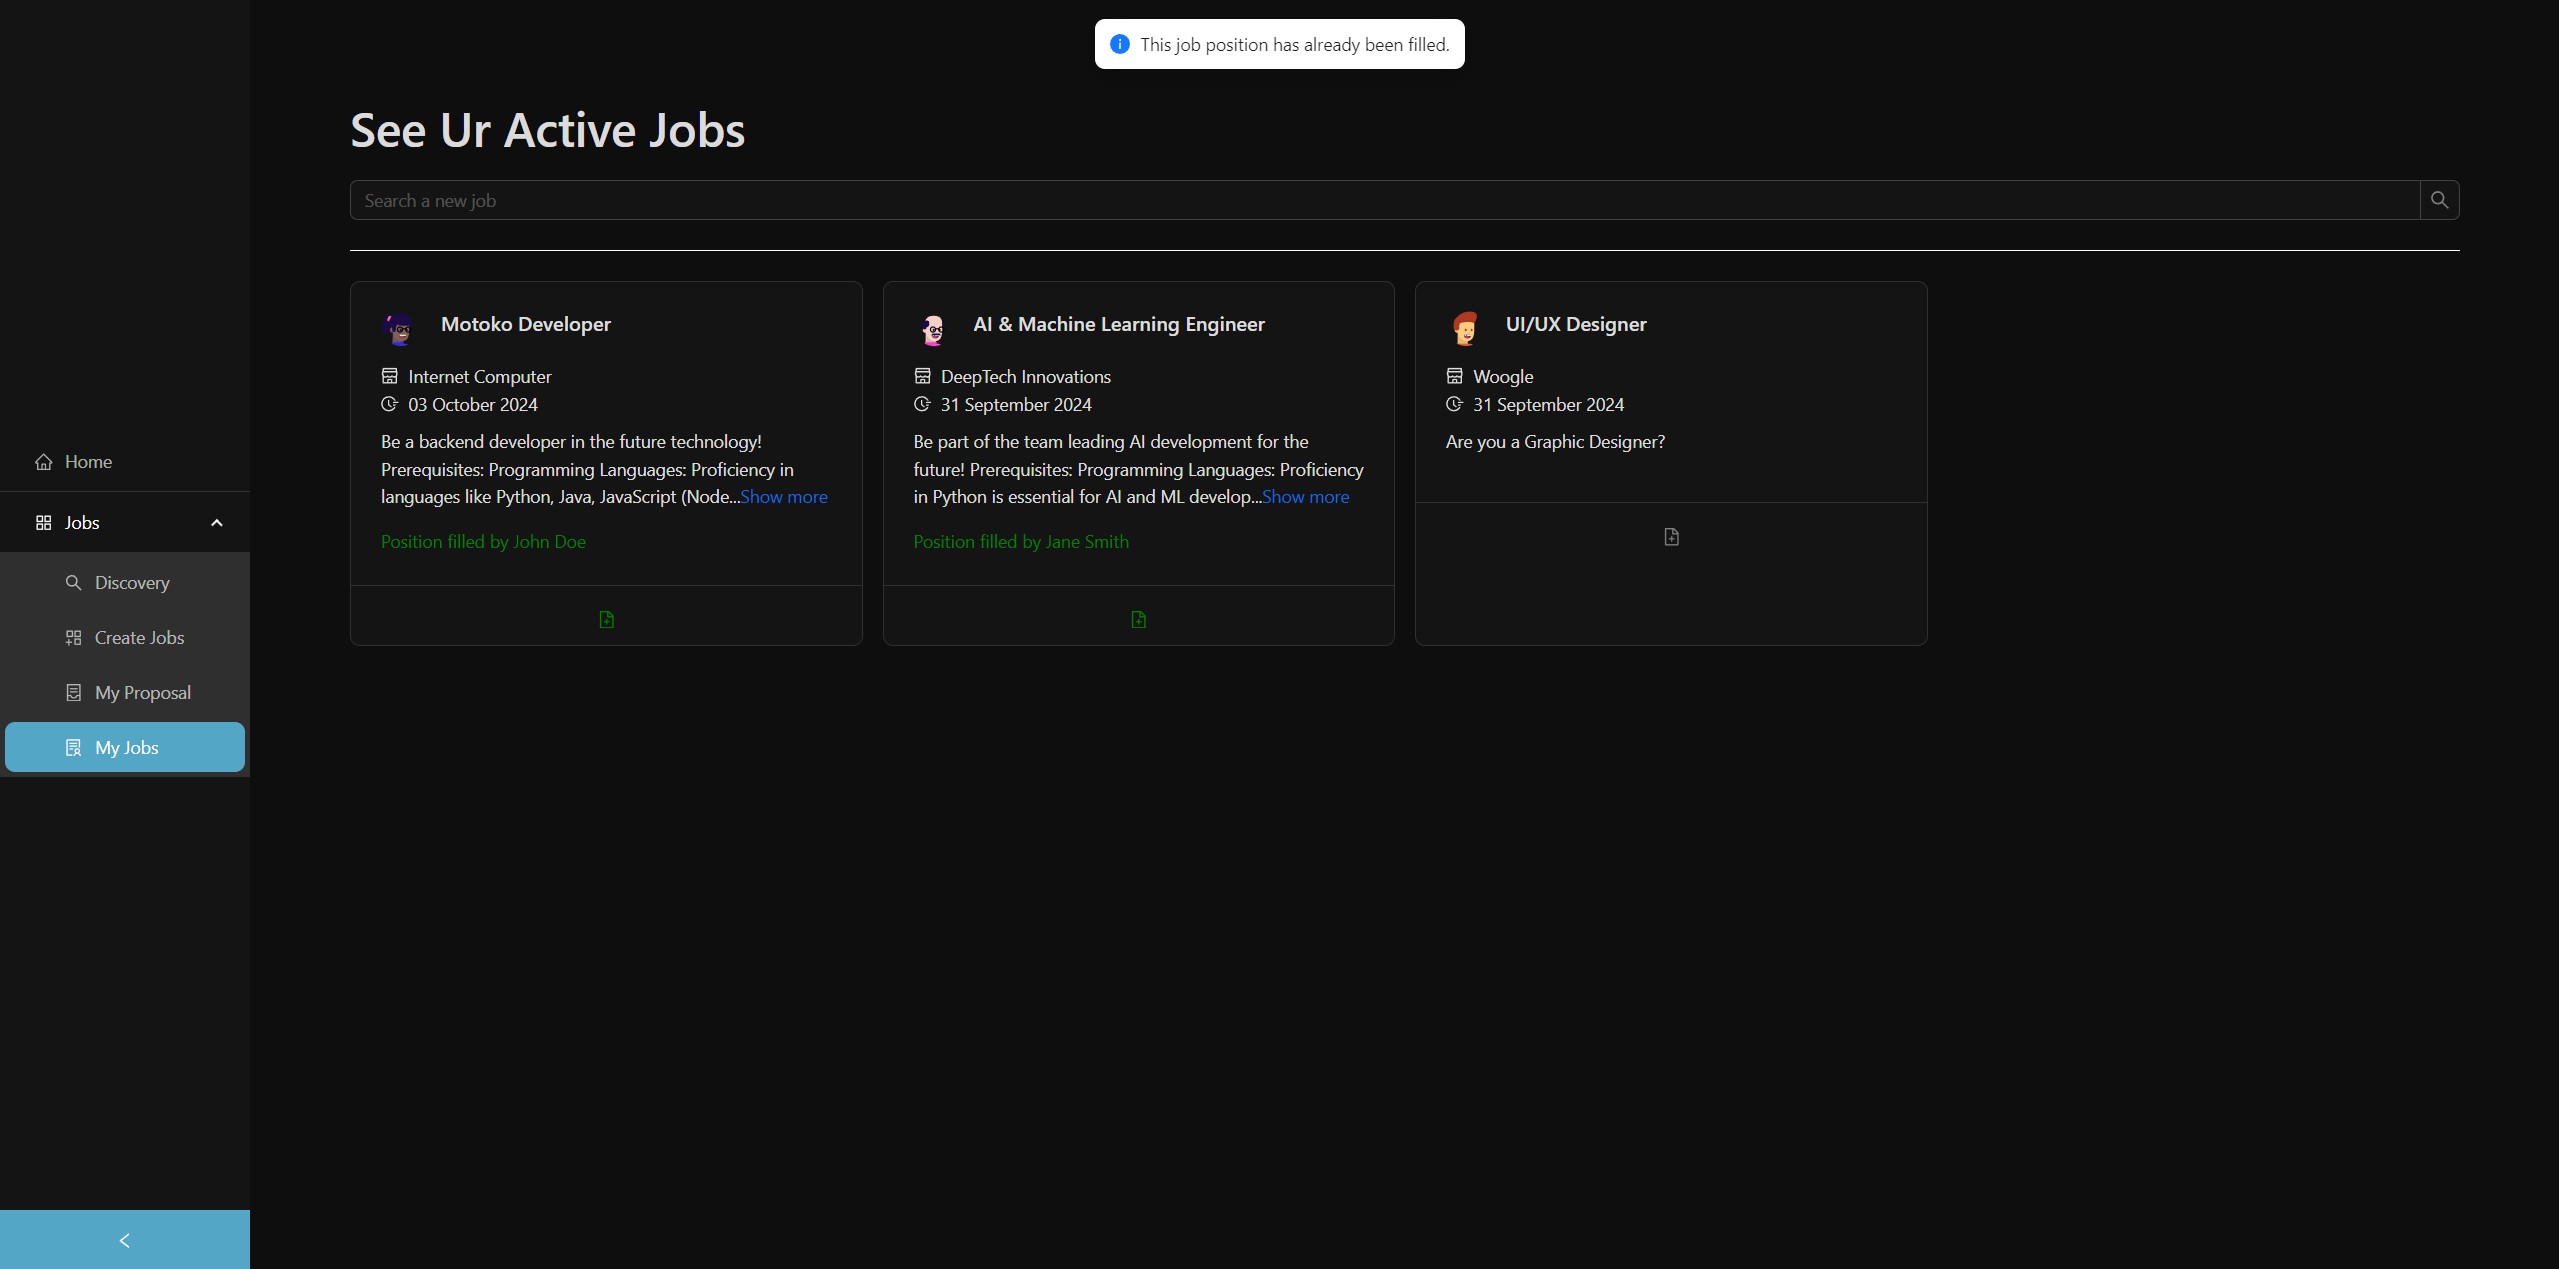 This job position has already been filled.
See Ur Active Jobs
Search a new job
Home
Jobs
Discovery
Create Jobs
My Proposal
My Jobs
Motoko Developer
Internet Computer
03 October 2024
Be a backend developer in the future technology!
Prerequisites: Programming Languages: Proficiency in
languages like Python, Java, JavaScript (Node...Show more
Position filled by John Doe
AI & Machine Learning Engineer
DeepTech Innovations
31 September 2024
Be part of the team leading AI development for the
future! Prerequisites: Programming Languages: Proficiency
in Python is essential for AI and ML develop...Show more
Position filled by Jane Smith
UI/UX Designer
Woogle
31 September 2024
Are you a Graphic Designer?